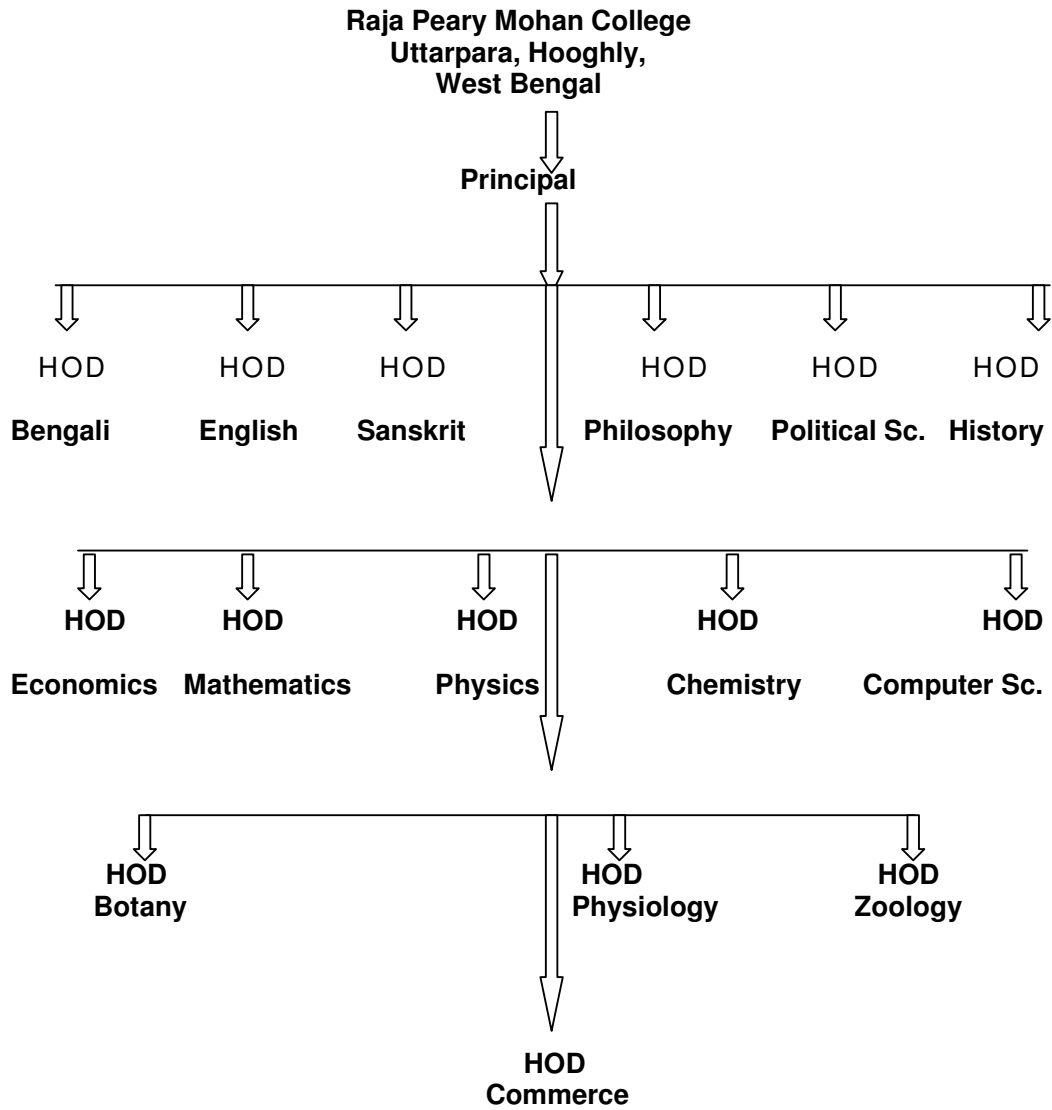 Raja Peary Mohan College
Uttarpara, Hooghly,
West Bengal
Principal
HOD HOD HOD HOD HOD HOD
Bengali English Sanskrit Philosophy Political Sc. History
HOD HOD HOD HOD HOD
Economics Mathematics Physics Chemistry Computer Sc.
HOD HOD HOD
Botany Physiology Zoology
HOD
Commerce